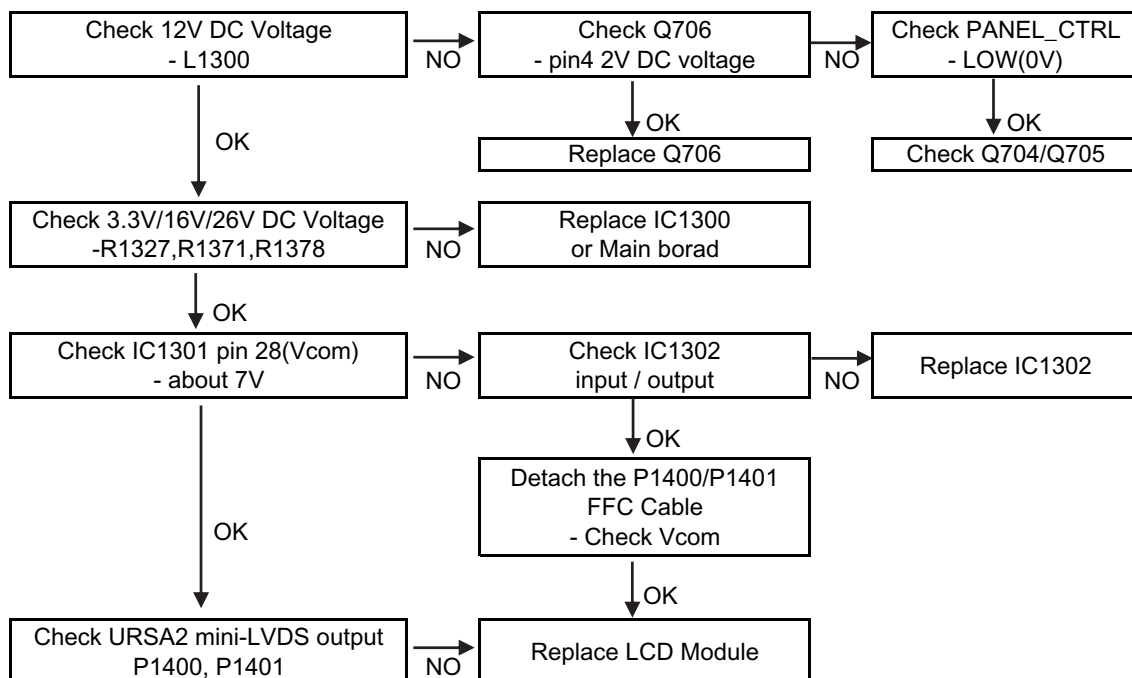 Check 12V DC Voltage
- L1300
NO
Check Q706
- pin4 2V DC voltage
NO
Check PANEL_CTRL
- LOW(0V)
OK
OK
OK
Replace Q706
Check Q704/Q705
Check 3.3V/16V/26V DC Voltage
-R1327,R1371,R1378
NO
Replace IC1300
or Main borad
OK
Check IC1301 pin 28(Vcom)
- about 7V
NO
Check IC1302
input / output
NO
Replace IC1302
OK
OK
Detach the P1400/P1401
FFC Cable
- Check Vcom
OK
Check URSA2 mini-LVDS output
P1400, P1401
NO
Replace LCD Module